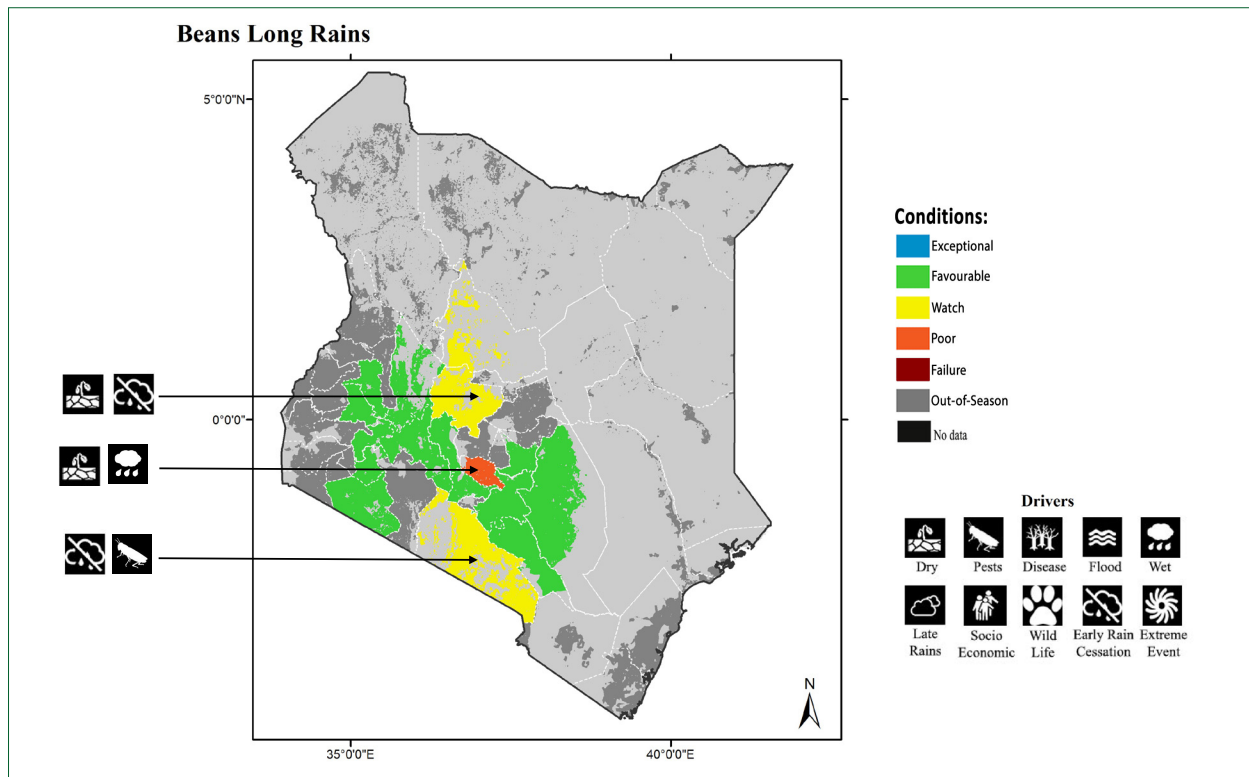 Beans Long Rains
5°0'0"N
0°0'0"
35°0'0"E
40°0'0"E
N
Conditions:
Exceptional
Favourable
Watch
Poor
Failure
Out-of-Season
No data
Drivers
Dry
Pests
Disease
Flood
Wet
Late
Rains
Socio
Economic
Wild
Life
Early Rain
Cessation
Extreme
Event